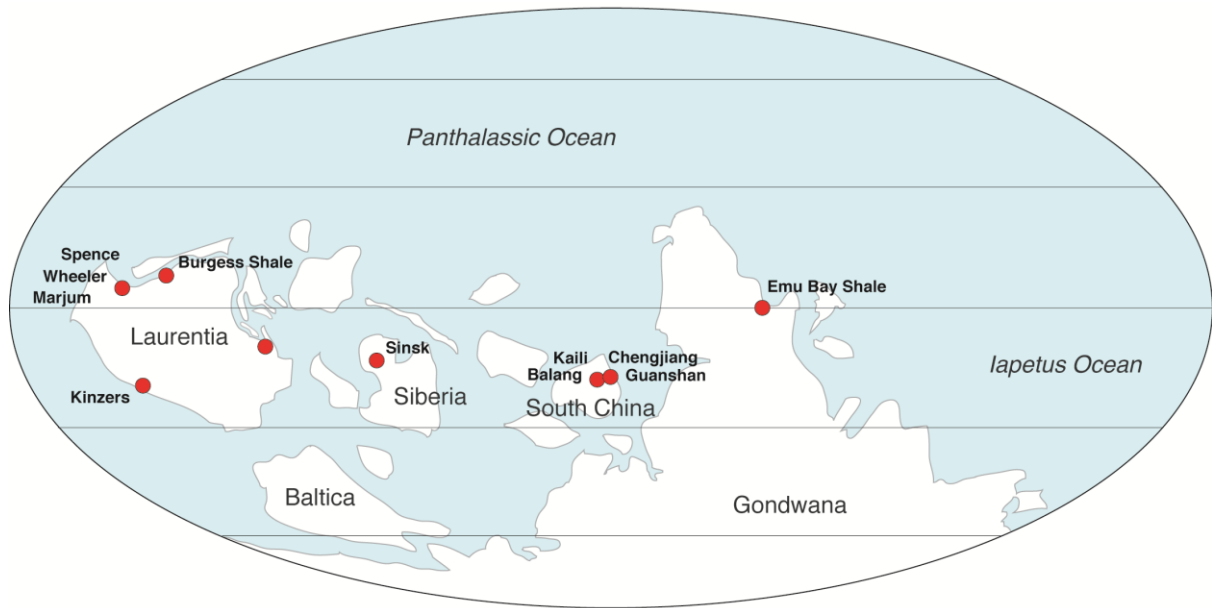 Panthalassic Ocean
Spence
Wheeler
Marjum
Burgess Shale
Laurentia
Kinzers
Sinsk
Siberia
Kaili
Balang
Chengjiang
Guanshan
South China
Emu Bay Shale
Iapetus Ocean
Baltica
Gondwana